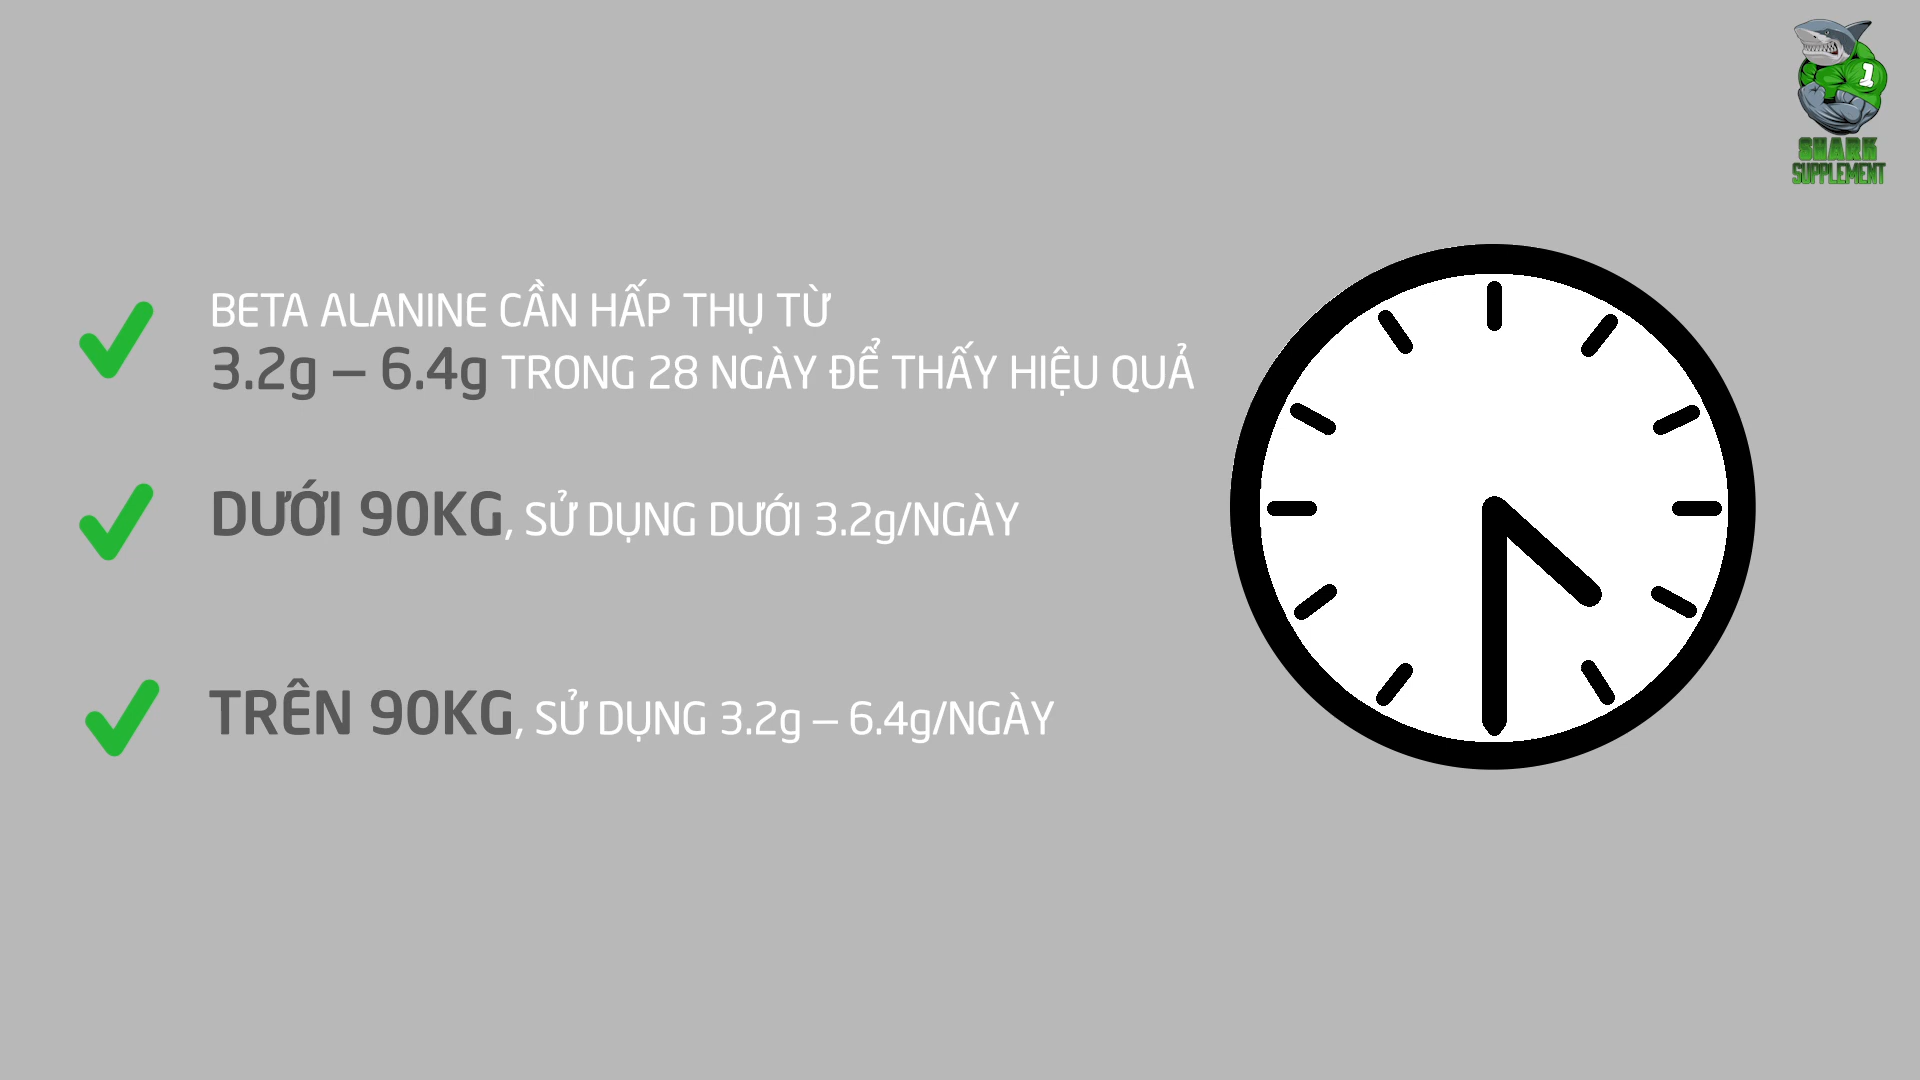 1
SHARK
SUPPLEMENT
BETA ALANINE CẦN HẤP THỤ TỪ
3.2g – 6.4g TRONG 28 NGÀY ĐỂ THẤY HIỆU QUẢ
DƯỚI 90KG, SỬ DỤNG DƯỚI 3.2g/NGÀY
TRÊN 90KG, SỬ DỤNG 3.2g – 6.4g/NGÀY